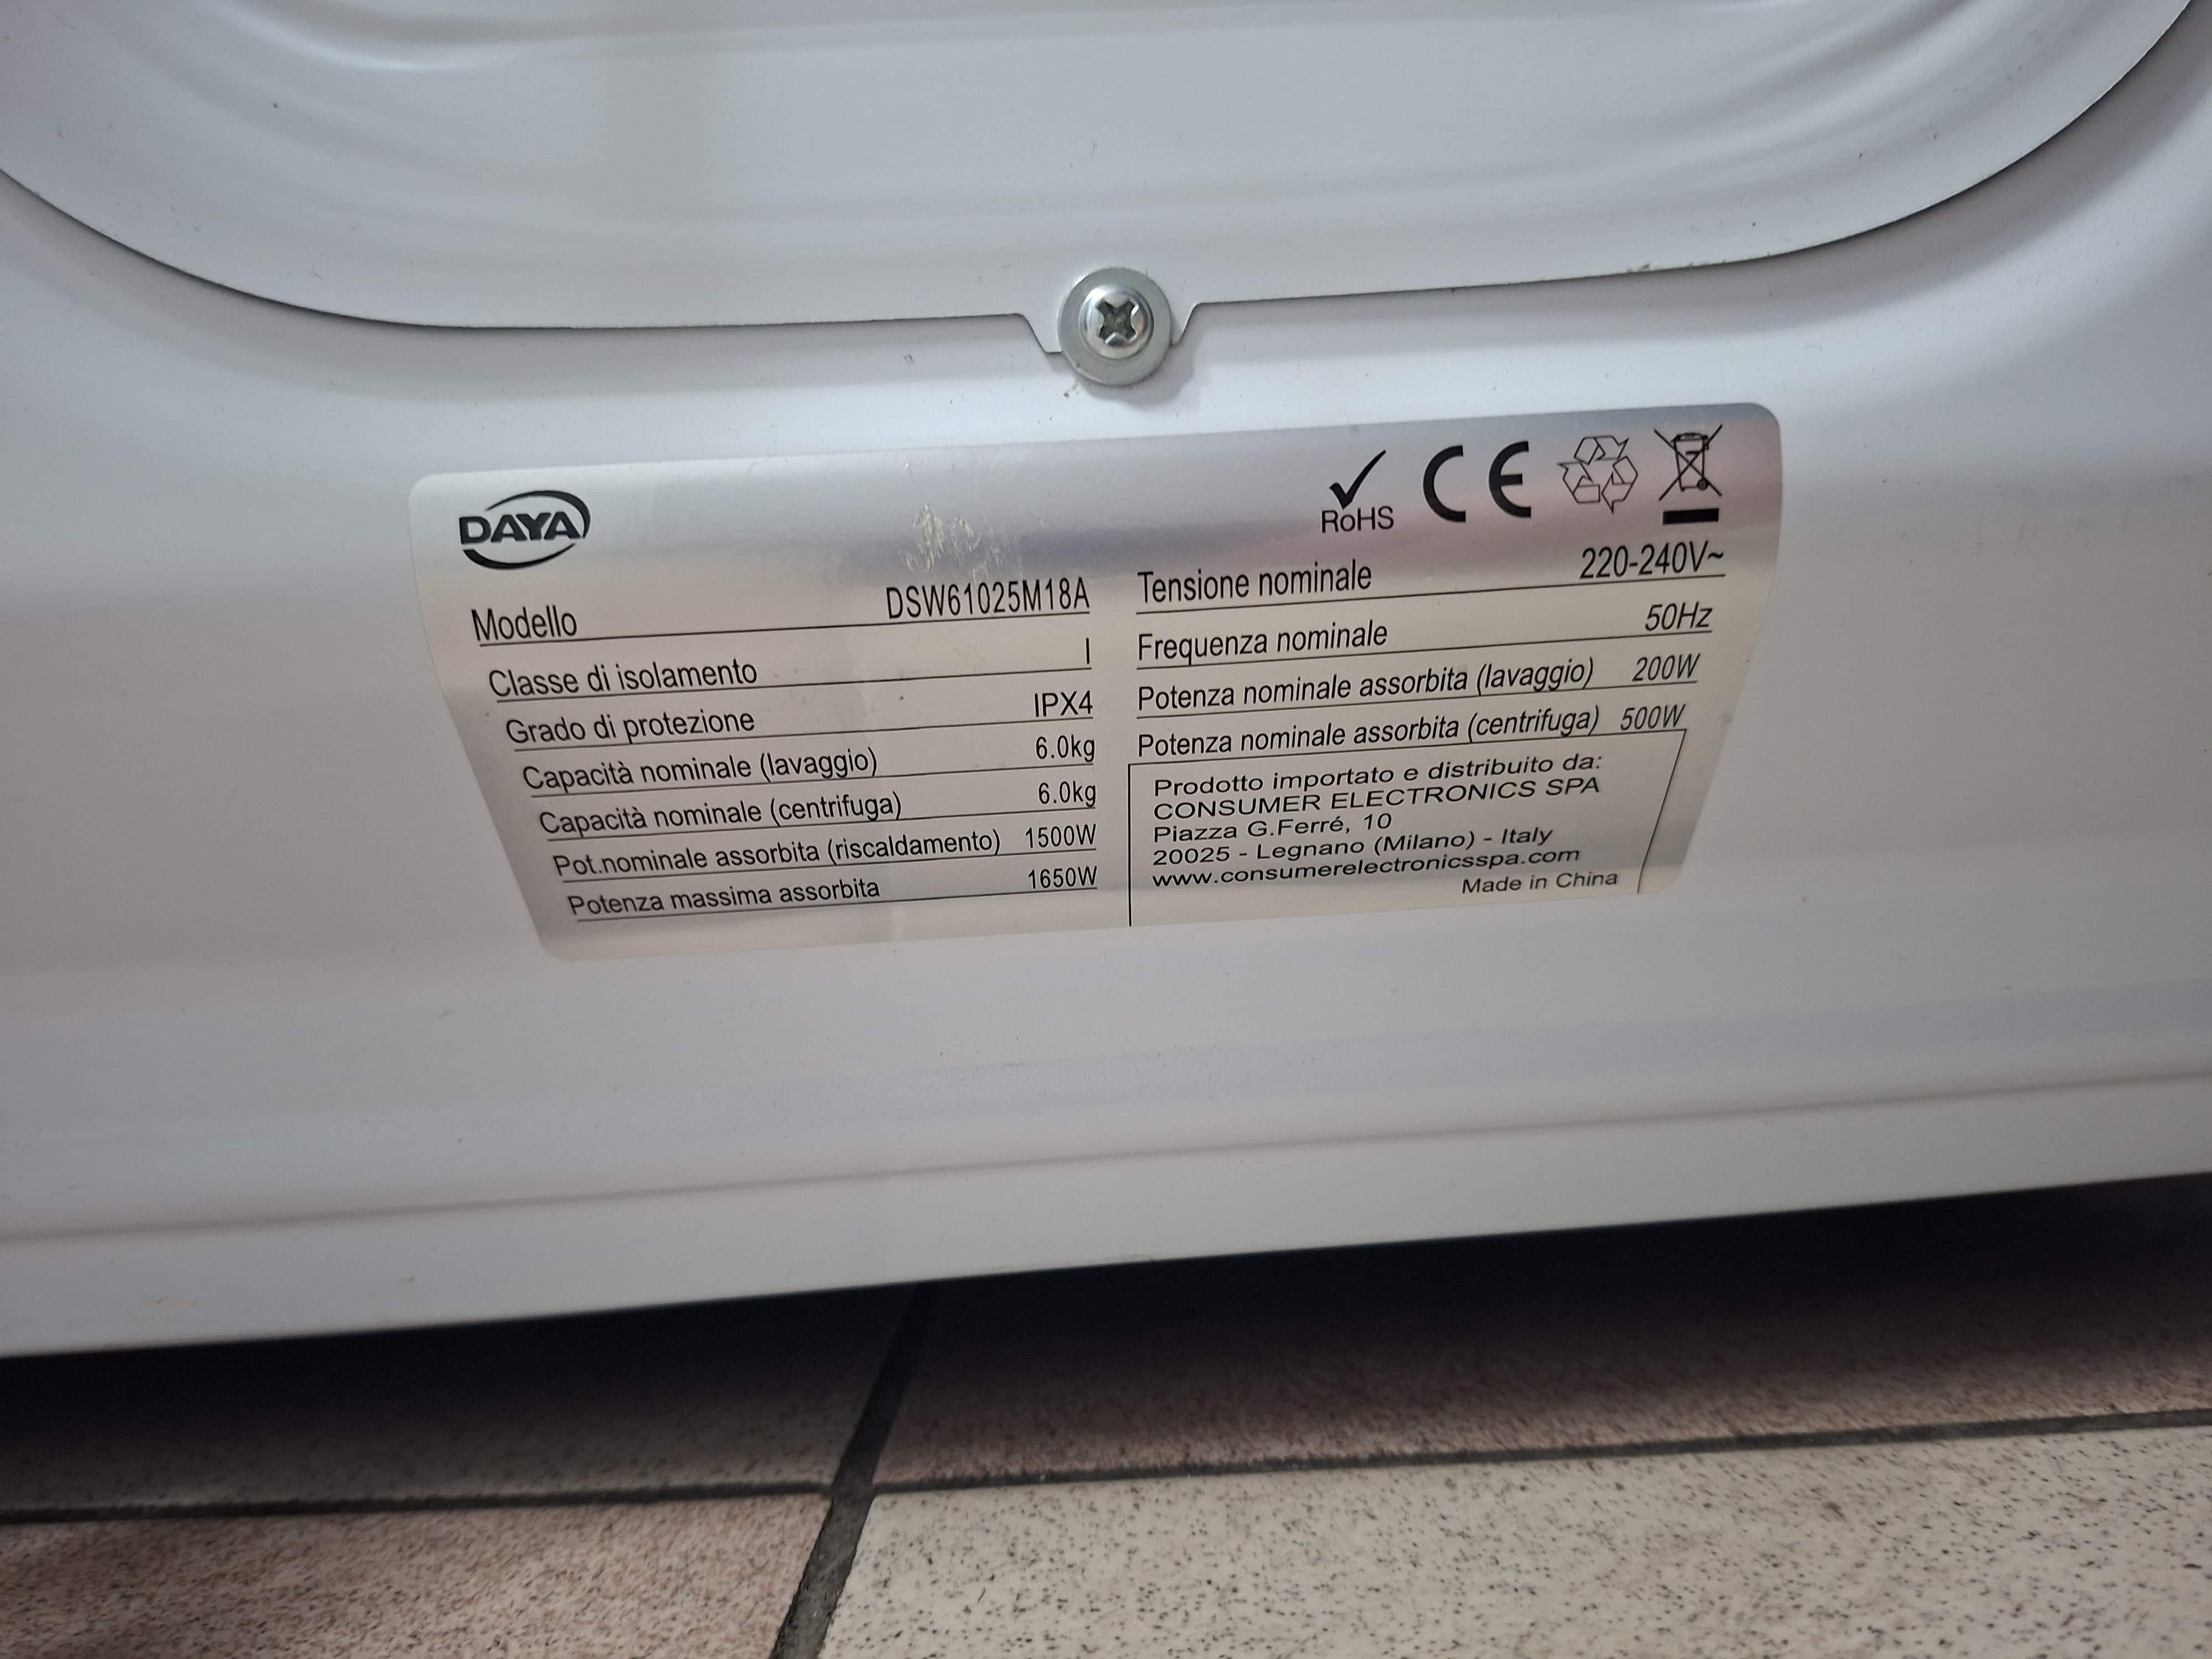 DAYA
RoHS CE
Modello DSW61025M18A
Classe di isolamento I
Grado di protezione IPX4
Capacità nominale (lavaggio) 6.0kg
Capacità nominale (centrifuga) 6.0kg
Pot.nominale assorbita (riscaldamento) 1500W
Potenza massima assorbita 1650W
Tensione nominale 220-240V~
Frequenza nominale 50Hz
Potenza nominale assorbita (lavaggio) 200W
Potenza nominale assorbita (centrifuga) 500W
Prodotto importato e distribuito da:
CONSUMER ELECTRONICS SPA
Piazza G.Ferré, 10
20025 - Legnano (Milano) - Italy
www.consumerelectronicsspa.com
Made in China